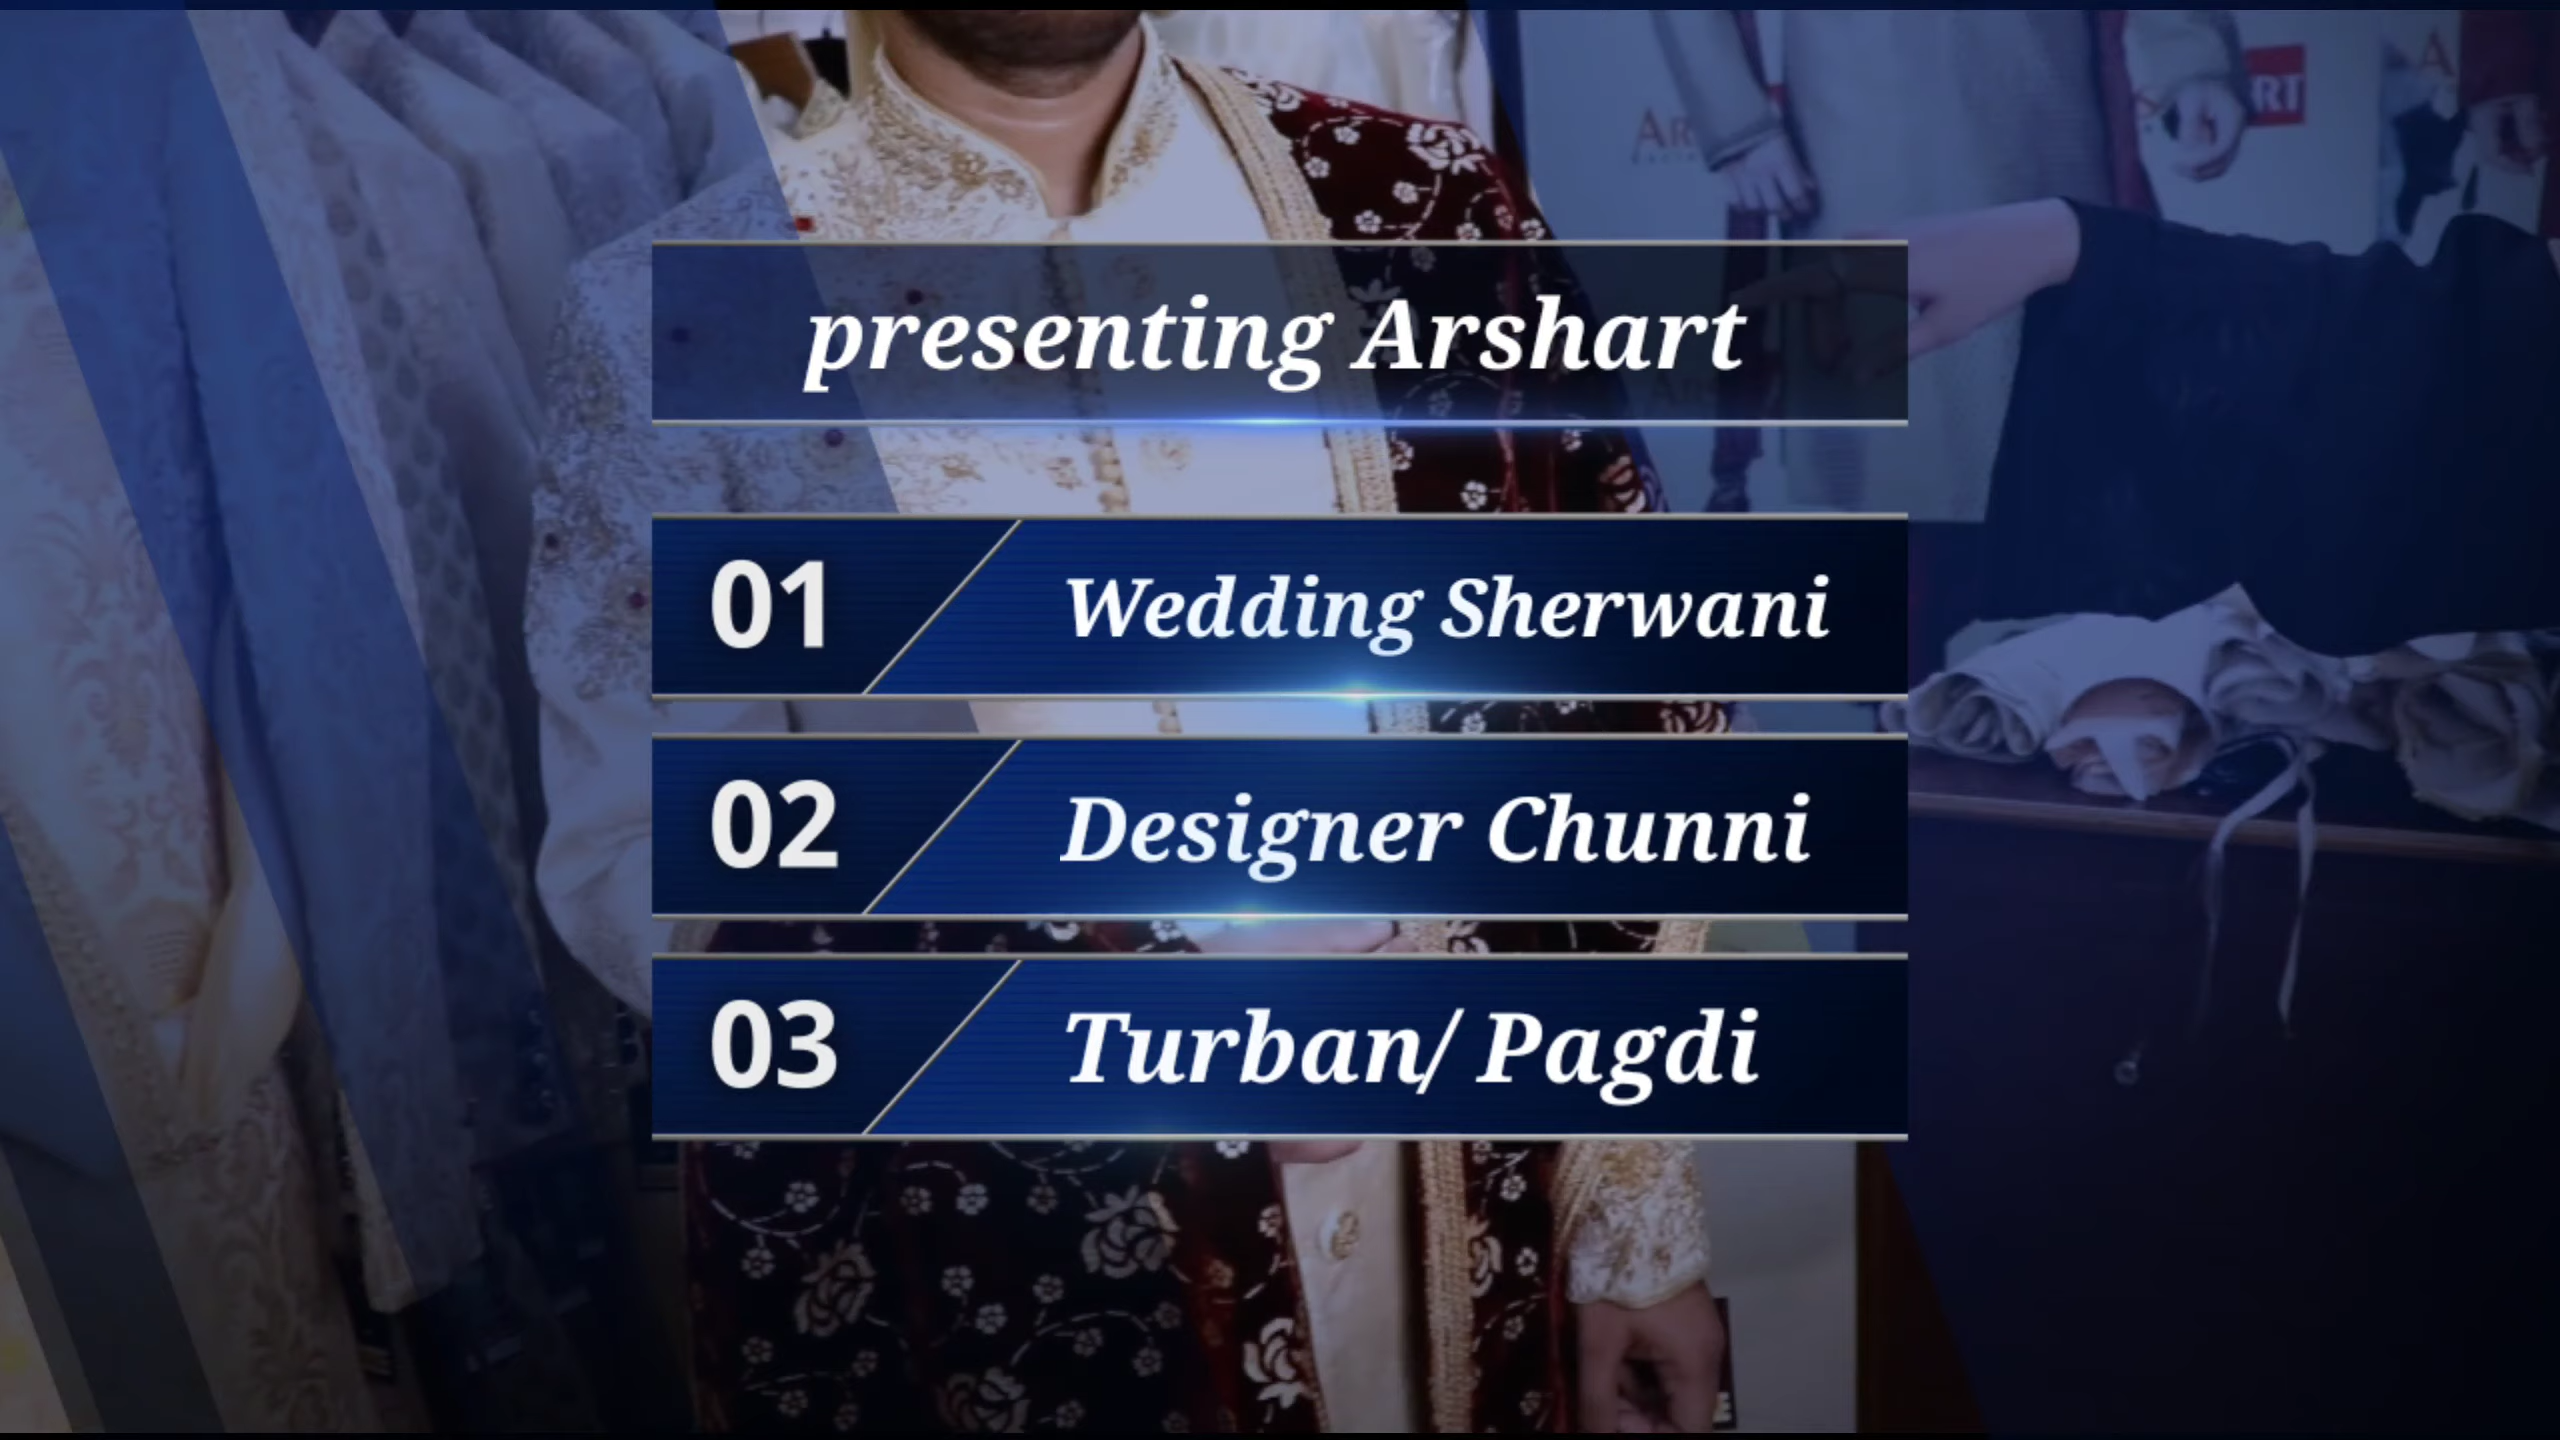 presenting Arshart
01 Wedding Sherwani
02 Designer Chunni
03 Turban/ Pagdi